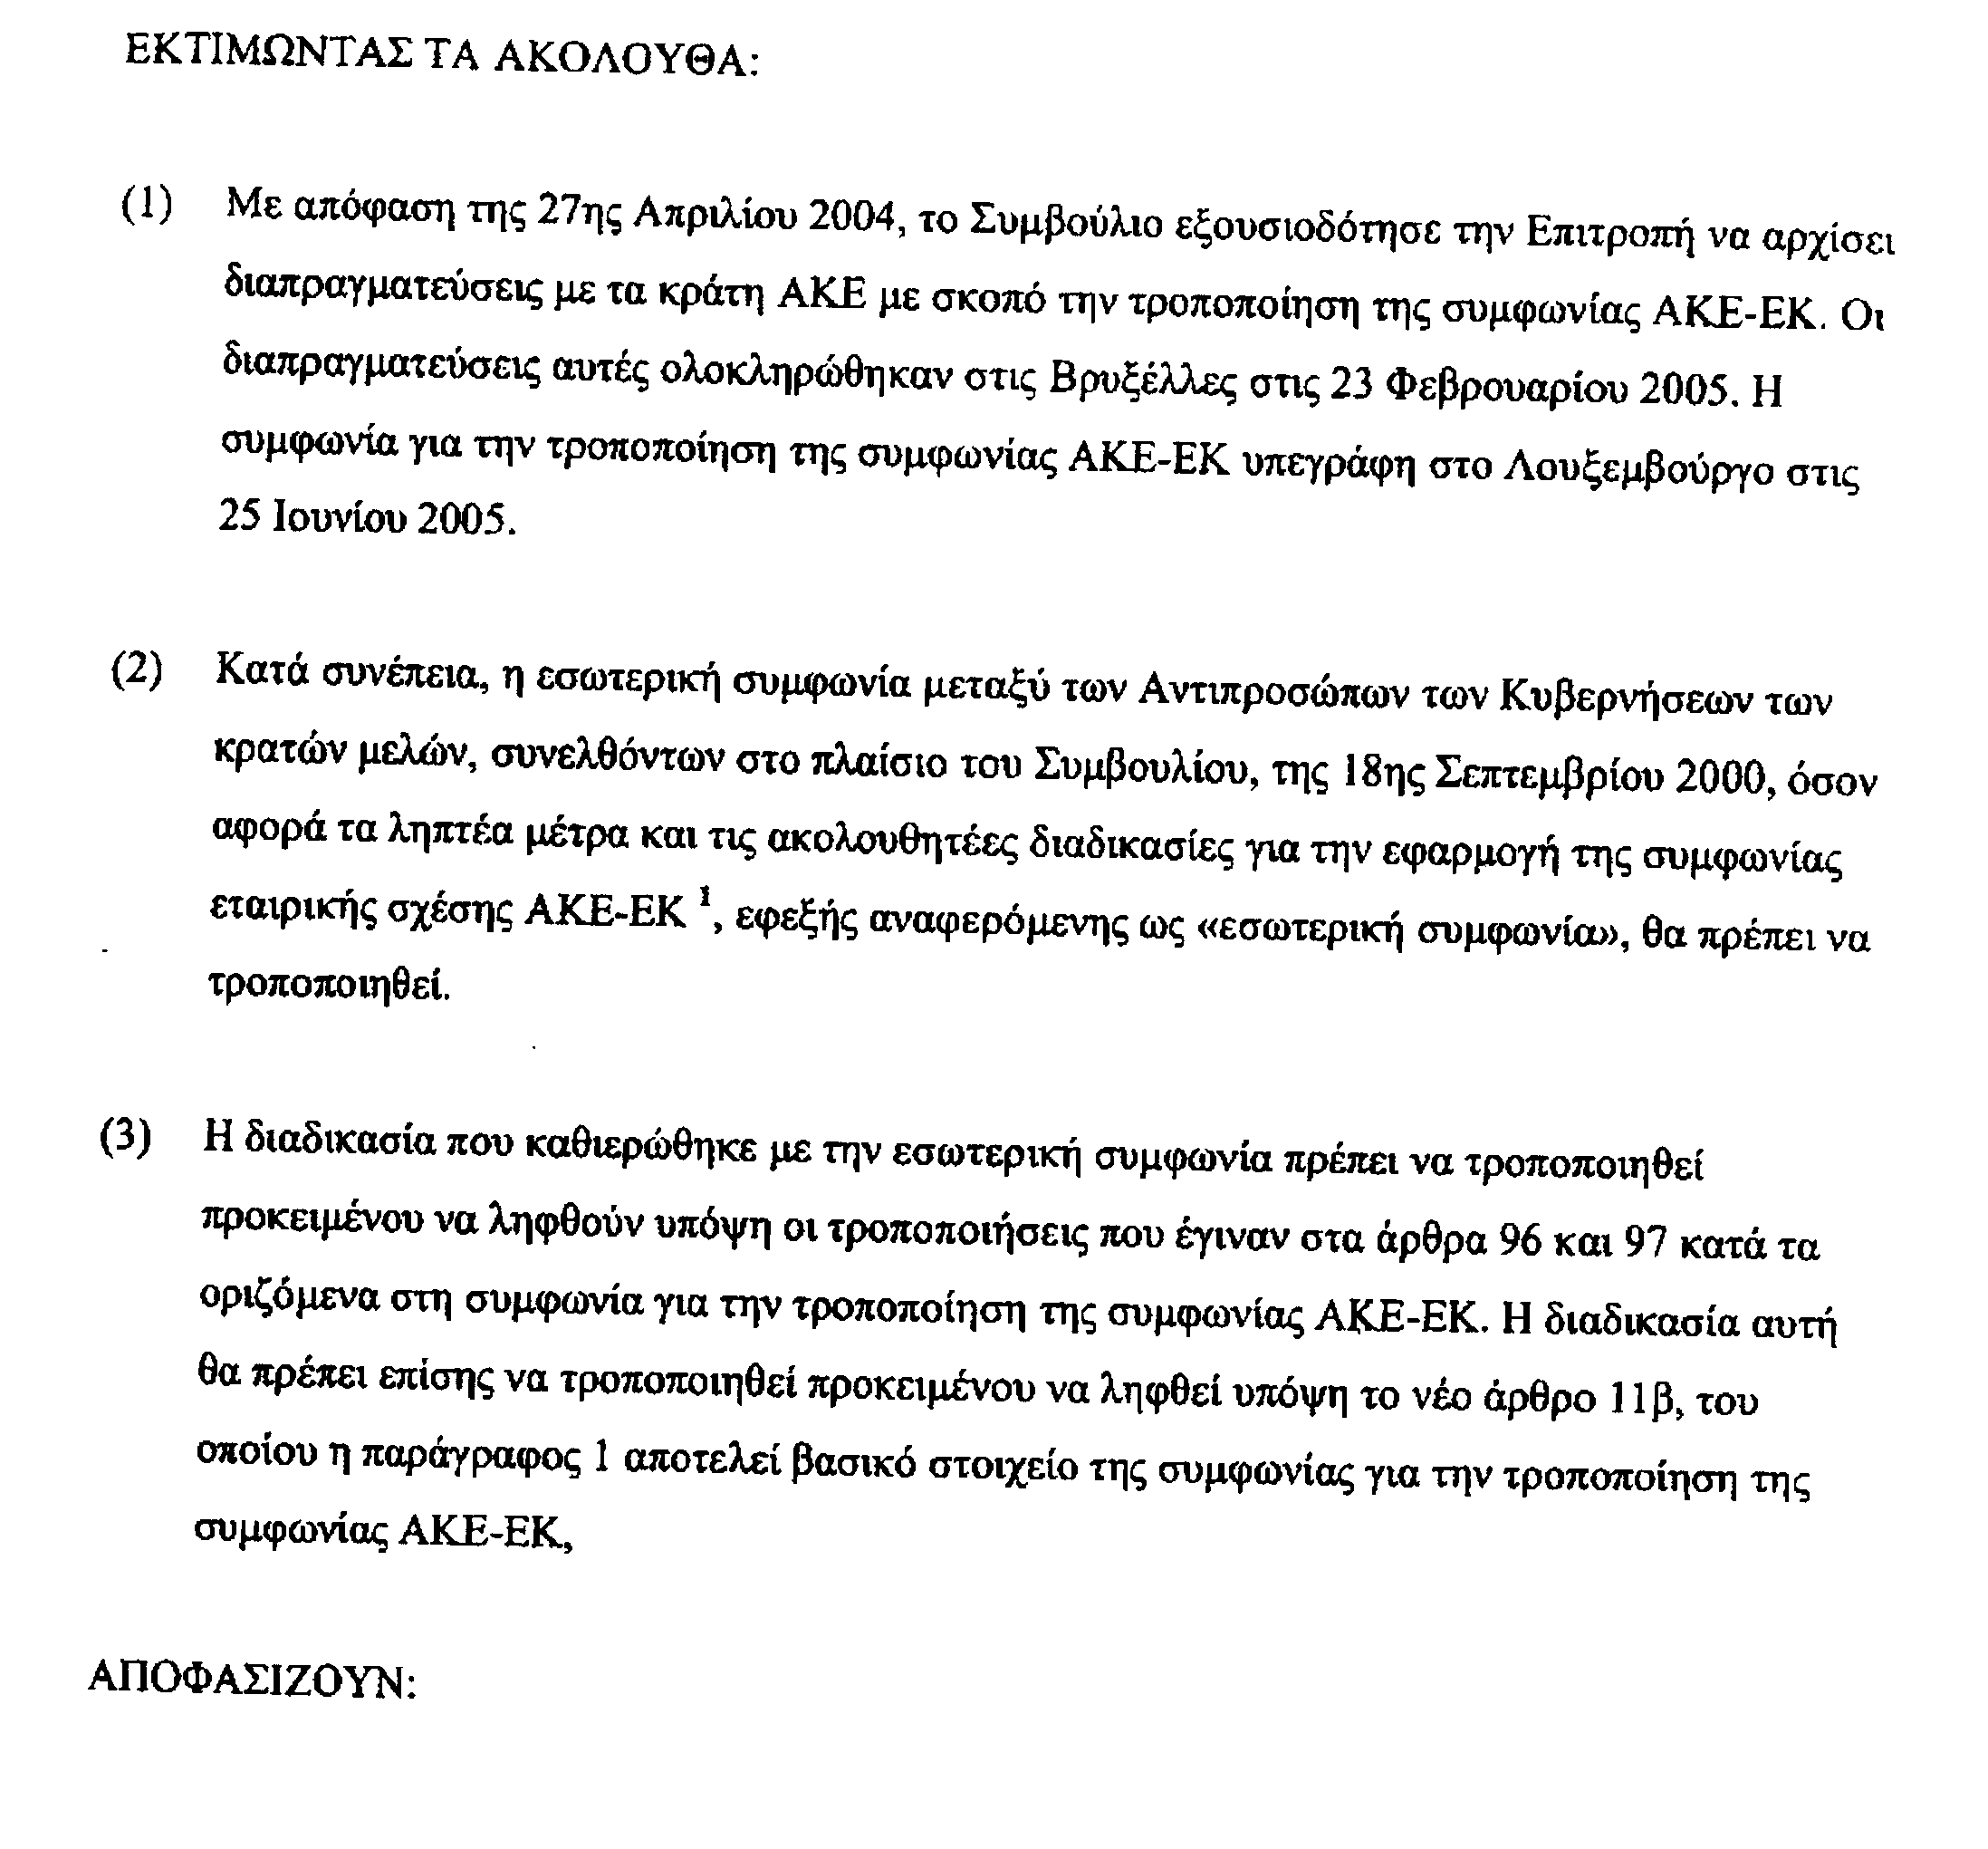 ΕΚΤΙΜΩΝΤΑΣ ΤΑ ΑΚΟΛΟΥΘΑ:
(1) Με απόφαση της 27ης Απριλίου 2004, το Συμβούλιο εξουσιοδότησε την Επιτροπή να αρχίσει
διαπραγματεύσεις με τα κράτη ΑΚΕ με σκοπό την τροποποίηση της συμφωνίας ΑΚΕ-ΕΚ. Οι
διαπραγματεύσεις αυτές ολοκληρώθηκαν στις Βρυξέλλες στις 23 Φεβρουαρίου 2005. Η
συμφωνία για την τροποποίηση της συμφωνίας ΑΚΕ-ΕΚ υπεγράφη στο Λουξεμβούργο στις
25 Ιουνίου 2005.
(2) Κατά συνέπεια, η εσωτερική συμφωνία μεταξύ των Αντιπροσώπων των Κυβερνήσεων των
κρατών μελών, συνελθόντων στο πλαίσιο του Συμβουλίου, της 18ης Σεπτεμβρίου 2000, όσον
αφορά τα ληπτέα μέτρα και τις ακολουθητέες διαδικασίες για την εφαρμογή της συμφωνίας
εταιρικής σχέσης ΑΚΕ-ΕΚ ¹, εφεξής αναφερόμενης ως «εσωτερική συμφωνία», θα πρέπει να
τροποποιηθεί.
(3) Η διαδικασία που καθιερώθηκε με την εσωτερική συμφωνία πρέπει να τροποποιηθεί
προκειμένου να ληφθούν υπόψη οι τροποποιήσεις που έγιναν στα άρθρα 96 και 97 κατά τα
οριζόμενα στη συμφωνία για την τροποποίηση της συμφωνίας ΑΚΕ-ΕΚ. Η διαδικασία αυτή
θα πρέπει επίσης να τροποποιηθεί προκειμένου να ληφθεί υπόψη το νέο άρθρο 11β, του
οποίου η παράγραφος 1 αποτελεί βασικό στοιχείο της συμφωνίας για την τροποποίηση της
συμφωνίας ΑΚΕ-ΕΚ,
ΑΠΟΦΑΣΙΖΟΥΝ: